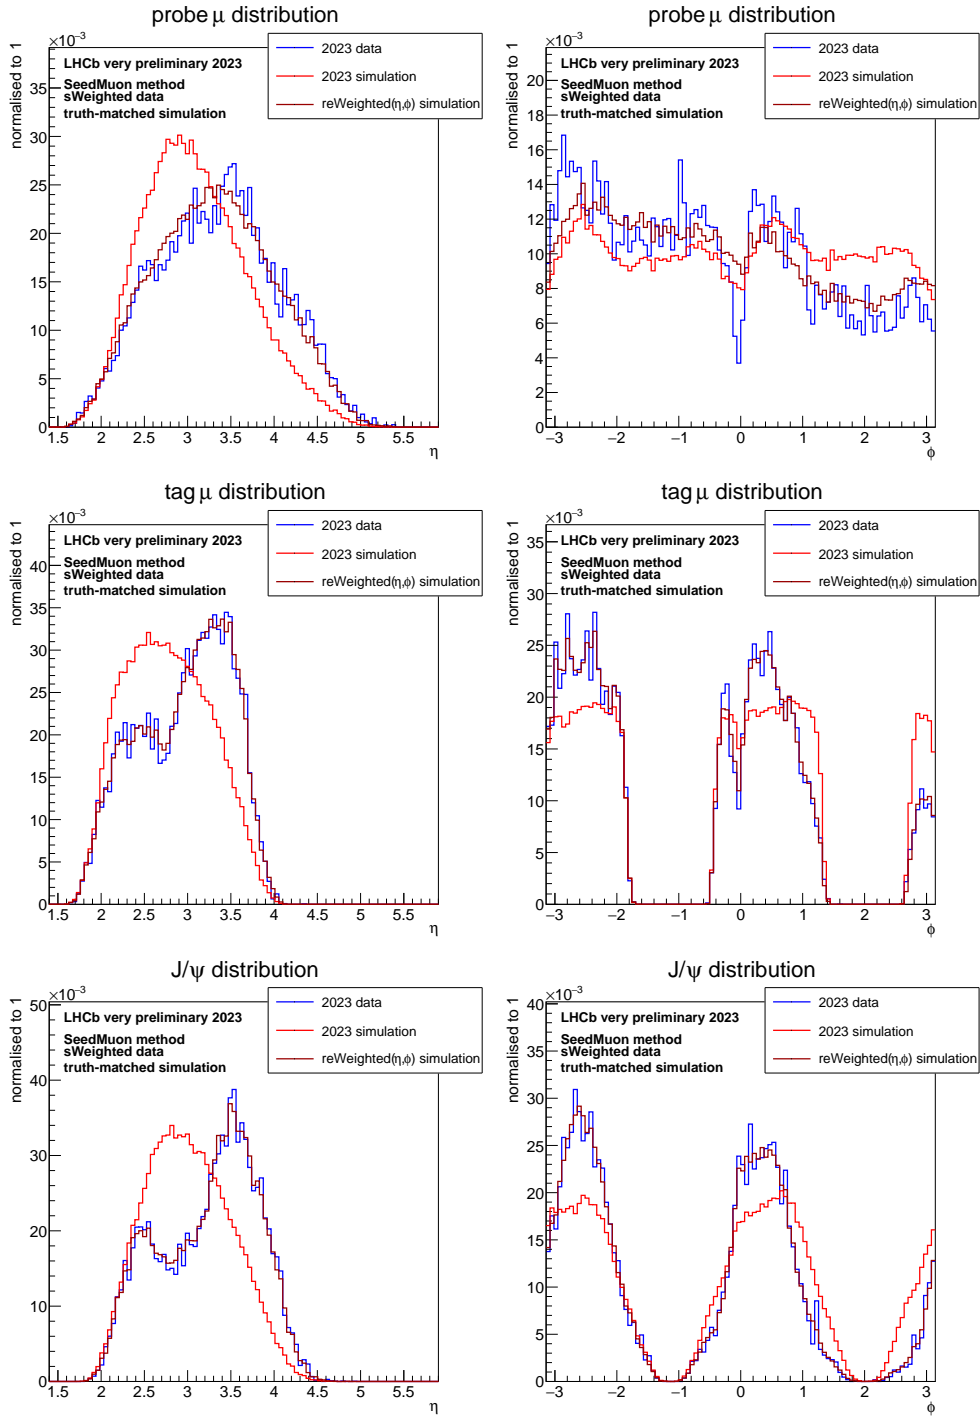 probe μ distribution
×10⁻³
normalised to 1
LHCb very preliminary 2023
SeedMuon method
sWeighted data
truth-matched simulation
2023 data
2023 simulation
reWeighted(η,φ) simulation
35
30
25
20
15
10
5
0
1.5 2 2.5 3 3.5 4 4.5 5 5.5
η
probe μ distribution
×10⁻³
normalised to 1
LHCb very preliminary 2023
SeedMuon method
sWeighted data
truth-matched simulation
2023 data
2023 simulation
reWeighted(η,φ) simulation
20
18
16
14
12
10
8
6
4
2
0
−3 −2 −1 0 1 2 3
φ
tag μ distribution
×10⁻³
normalised to 1
LHCb very preliminary 2023
SeedMuon method
sWeighted data
truth-matched simulation
2023 data
2023 simulation
reWeighted(η,φ) simulation
40
35
30
25
20
15
10
5
0
1.5 2 2.5 3 3.5 4 4.5 5 5.5
η
tag μ distribution
×10⁻³
normalised to 1
LHCb very preliminary 2023
SeedMuon method
sWeighted data
truth-matched simulation
2023 data
2023 simulation
reWeighted(η,φ) simulation
35
30
25
20
15
10
5
0
−3 −2 −1 0 1 2 3
φ
J/ψ distribution
×10⁻³
normalised to 1
LHCb very preliminary 2023
SeedMuon method
sWeighted data
truth-matched simulation
2023 data
2023 simulation
reWeighted(η,φ) simulation
50
40
30
20
10
0
1.5 2 2.5 3 3.5 4 4.5 5 5.5
η
J/ψ distribution
×10⁻³
normalised to 1
LHCb very preliminary 2023
SeedMuon method
sWeighted data
truth-matched simulation
2023 data
2023 simulation
reWeighted(η,φ) simulation
40
35
30
25
20
15
10
5
0
−3 −2 −1 0 1 2 3
φ